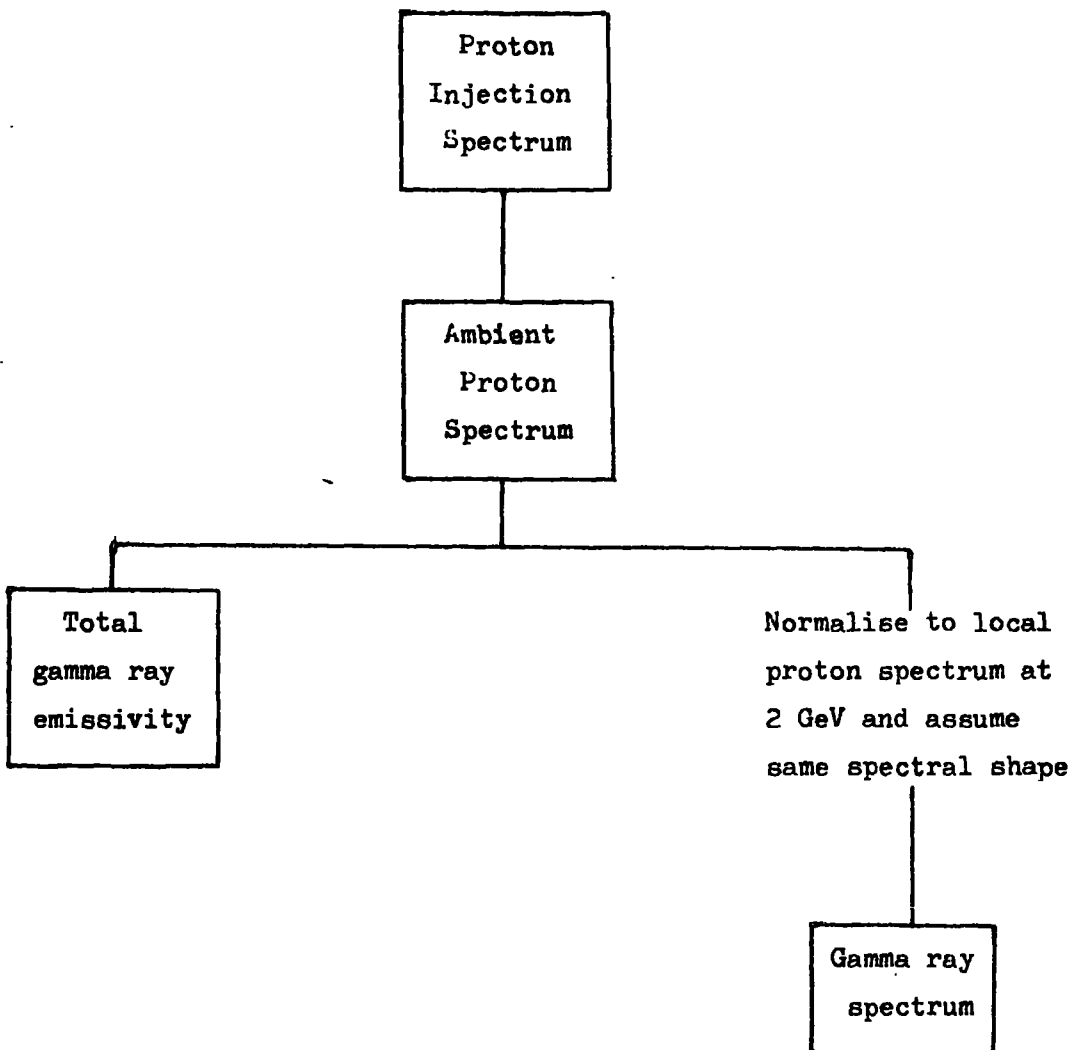 Proton
Injection
Spectrum
Ambient
Proton
Spectrum
Total
gamma ray
emissivity
Normalise to local
proton spectrum at
2 GeV and assume
same spectral shape
Gamma ray
spectrum